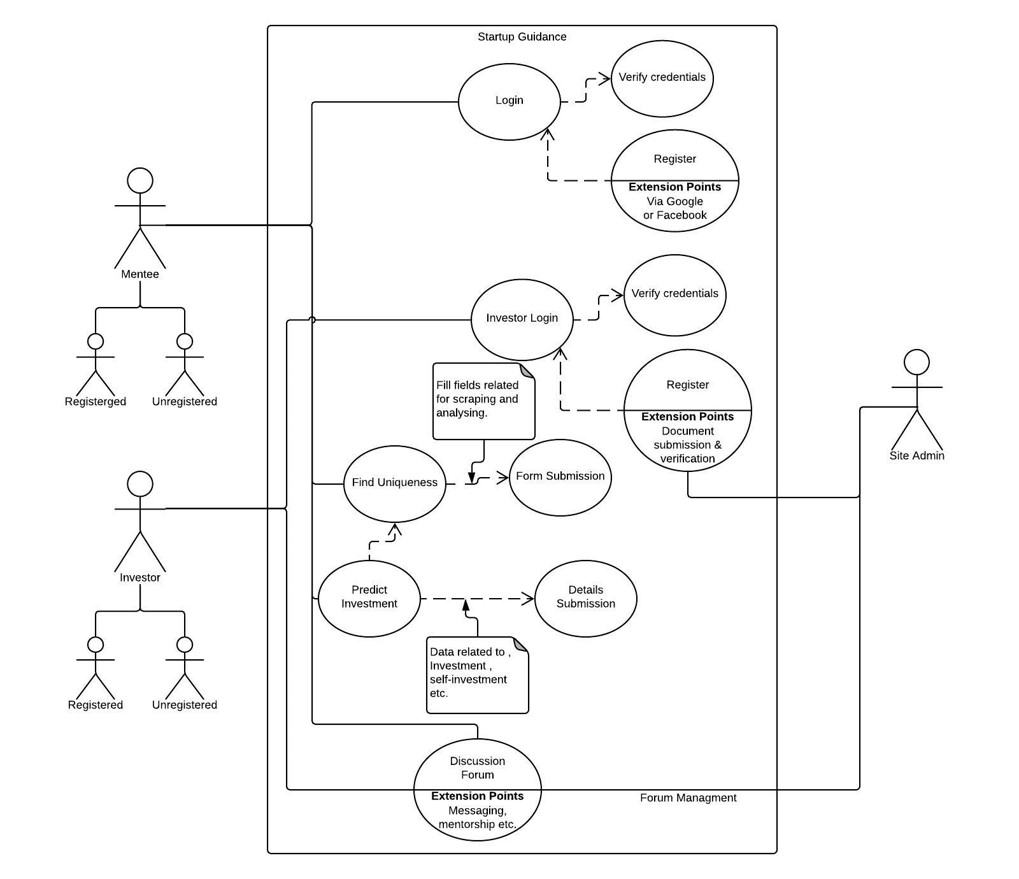 Startup Guidance
Login
Verify credentials
Register
Extension Points
Via Google
or Facebook
Mentee
Registerged
Unregistered
Investor Login
Verify credentials
Register
Extension Points
Document
submission &
verification
Site Admin
Fill fields related
for scraping and
analysing.
Find Uniqueness
Form Submission
Investor
Registered
Unregistered
Predict
Investment
Details
Submission
Data related to ,
Investment ,
self-investment
etc.
Discussion
Forum
Extension Points
Messaging,
mentorship etc.
Forum Managment